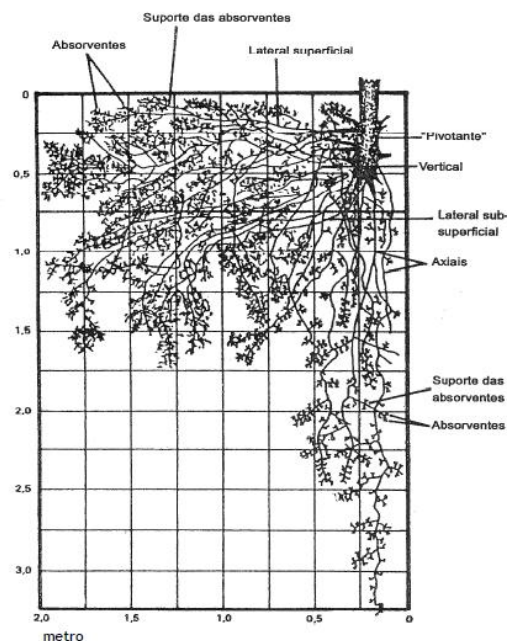 Suporte das absorventes
Absorventes
Lateral superficial
"Pivotante"
Vertical
Lateral sub-
superficial
Axiais
Suporte das
absorventes
Absorventes
0
0,5
1,0
1,5
2,0
2,5
3,0
2,0 1,5 1,0 0,5 0
metro